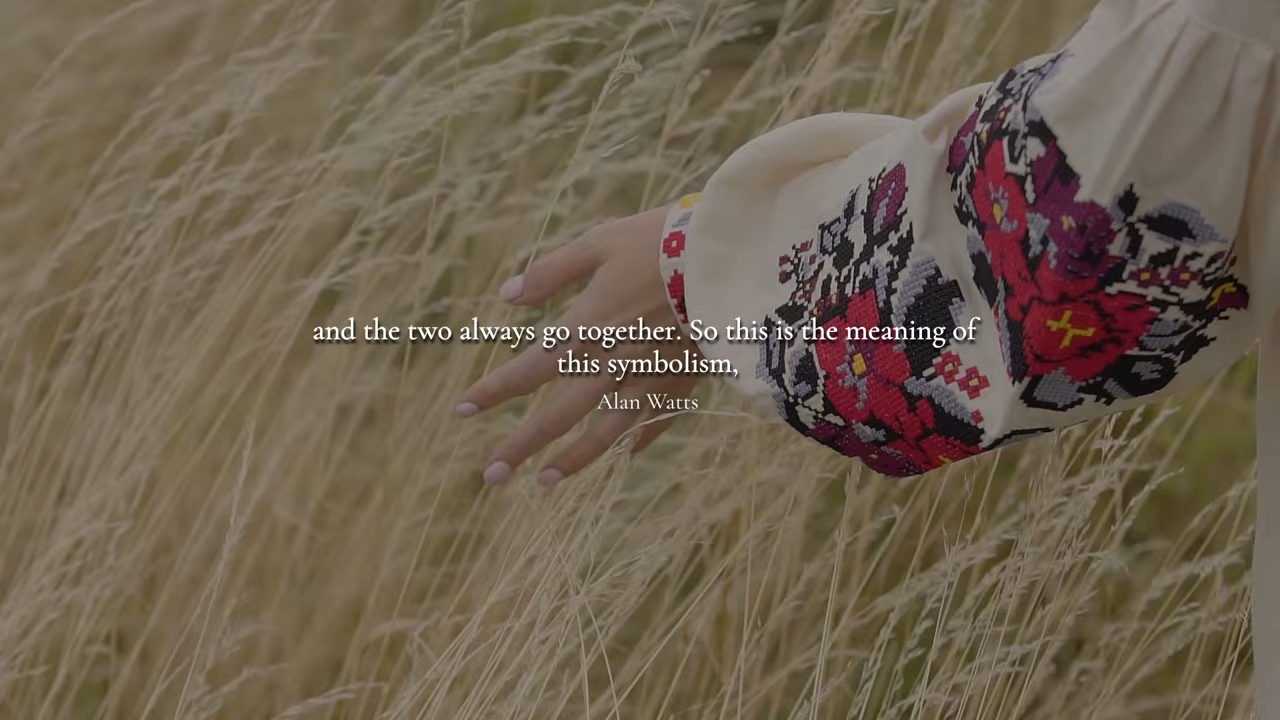 and the two always go together. So this is the meaning of
this symbolism,
Alan Watts